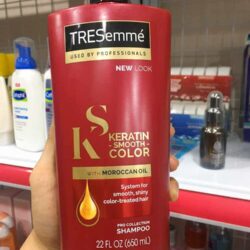 TRESemmé
USED BY PROFESSIONALS
NEW LOOK
KS
KERATIN
- SMOOTH -
COLOR
WITH MOROCCAN OIL
System for
smooth, shiny
color-treated hair
PRO COLLECTION
SHAMPOO
22 FL OZ (650 mL)